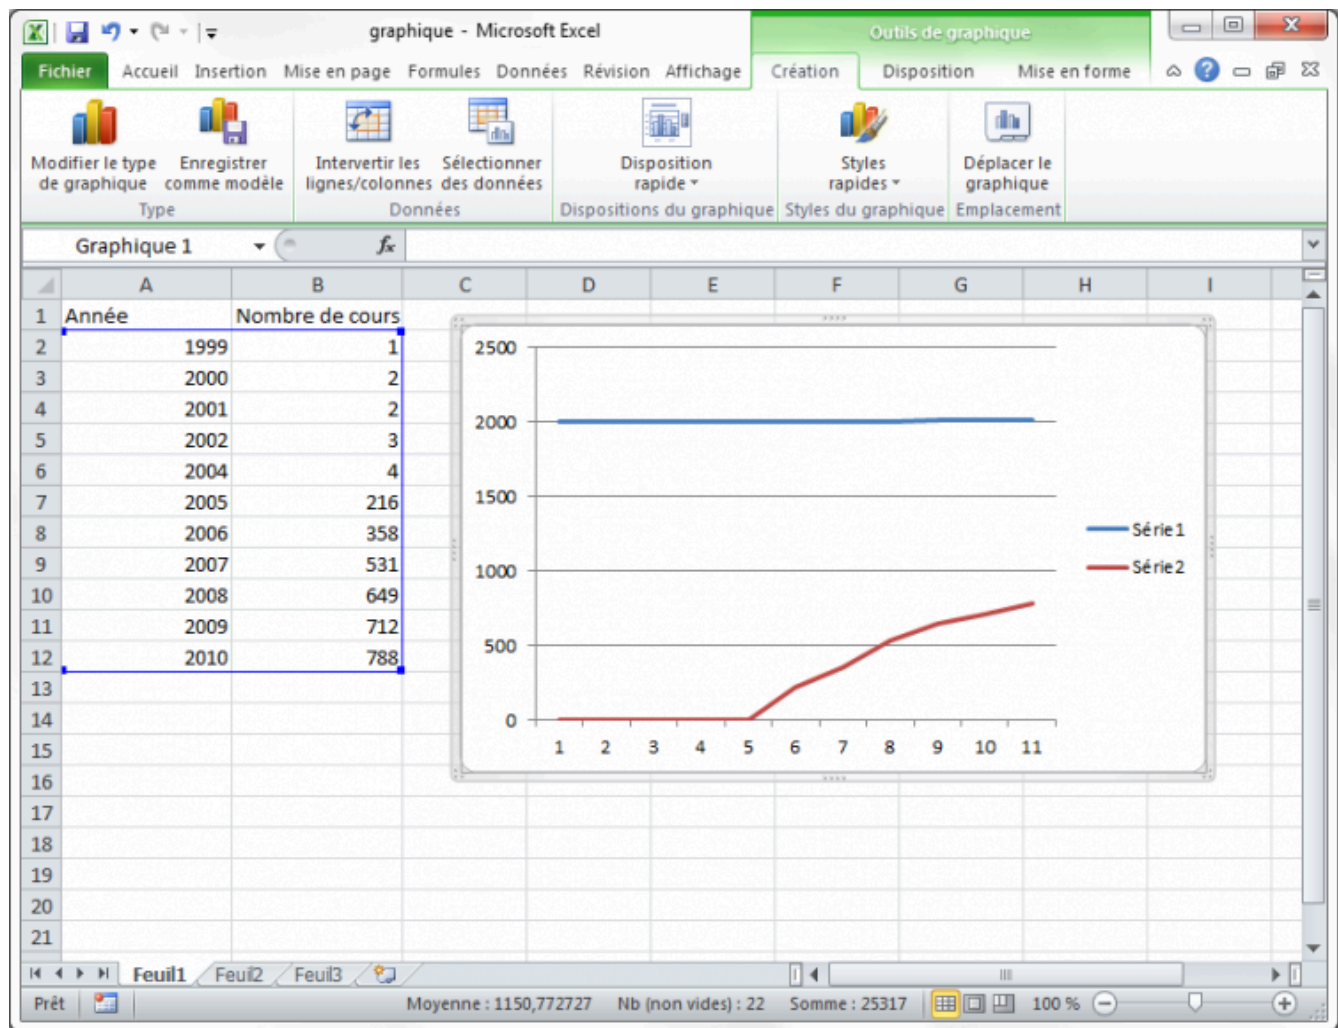 graphique - Microsoft Excel
Outils de graphique
Fichier Accueil Insertion Mise en page Formules Données Révision Affichage Création Disposition Mise en forme
Modifier le type de graphique
Enregistrer comme modèle
Intervertir les lignes/colonnes
Sélectionner des données
Disposition rapide
Styles rapides
Déplacer le graphique
Type Données Dispositions du graphique Styles du graphique Emplacement
Graphique 1 fx
A B C D E F G H I
1 Année Nombre de cours
2 1999 1
3 2000 2
4 2001 2
5 2002 3
6 2004 4
7 2005 216
8 2006 358
9 2007 531
10 2008 649
11 2009 712
12 2010 788
13
14
15
16
17
18
19
20
21
2500
2000
1500
1000
500
0
1 2 3 4 5 6 7 8 9 10 11
Série1
Série2
Feuil1 Feuil2 Feuil3
Prêt Moyenne : 1150,772727 Nb (non vides) : 22 Somme : 25317 100 %